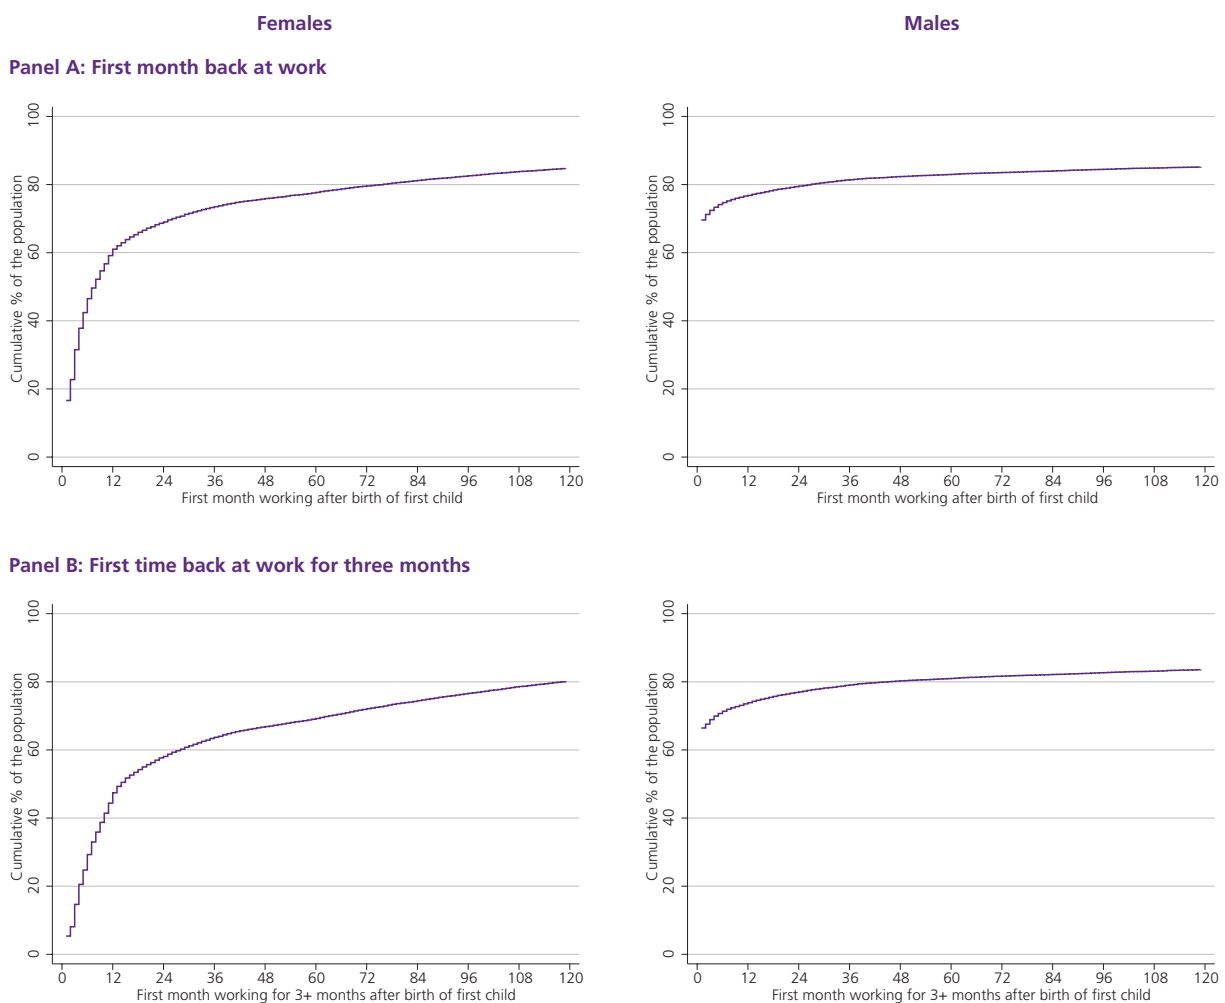 Females
Males
Panel A: First month back at work
Cumulative % of the population
100
80
60
40
20
0
0 12 24 36 48 60 72 84 96 108 120
First month working after birth of first child
Cumulative % of the population
100
80
60
40
20
0
0 12 24 36 48 60 72 84 96 108 120
First month working after birth of first child
Panel B: First time back at work for three months
Cumulative % of the population
100
80
60
40
20
0
0 12 24 36 48 60 72 84 96 108 120
First month working for 3+ months after birth of first child
Cumulative % of the population
100
80
60
40
20
0
0 12 24 36 48 60 72 84 96 108 120
First month working for 3+ months after birth of first child